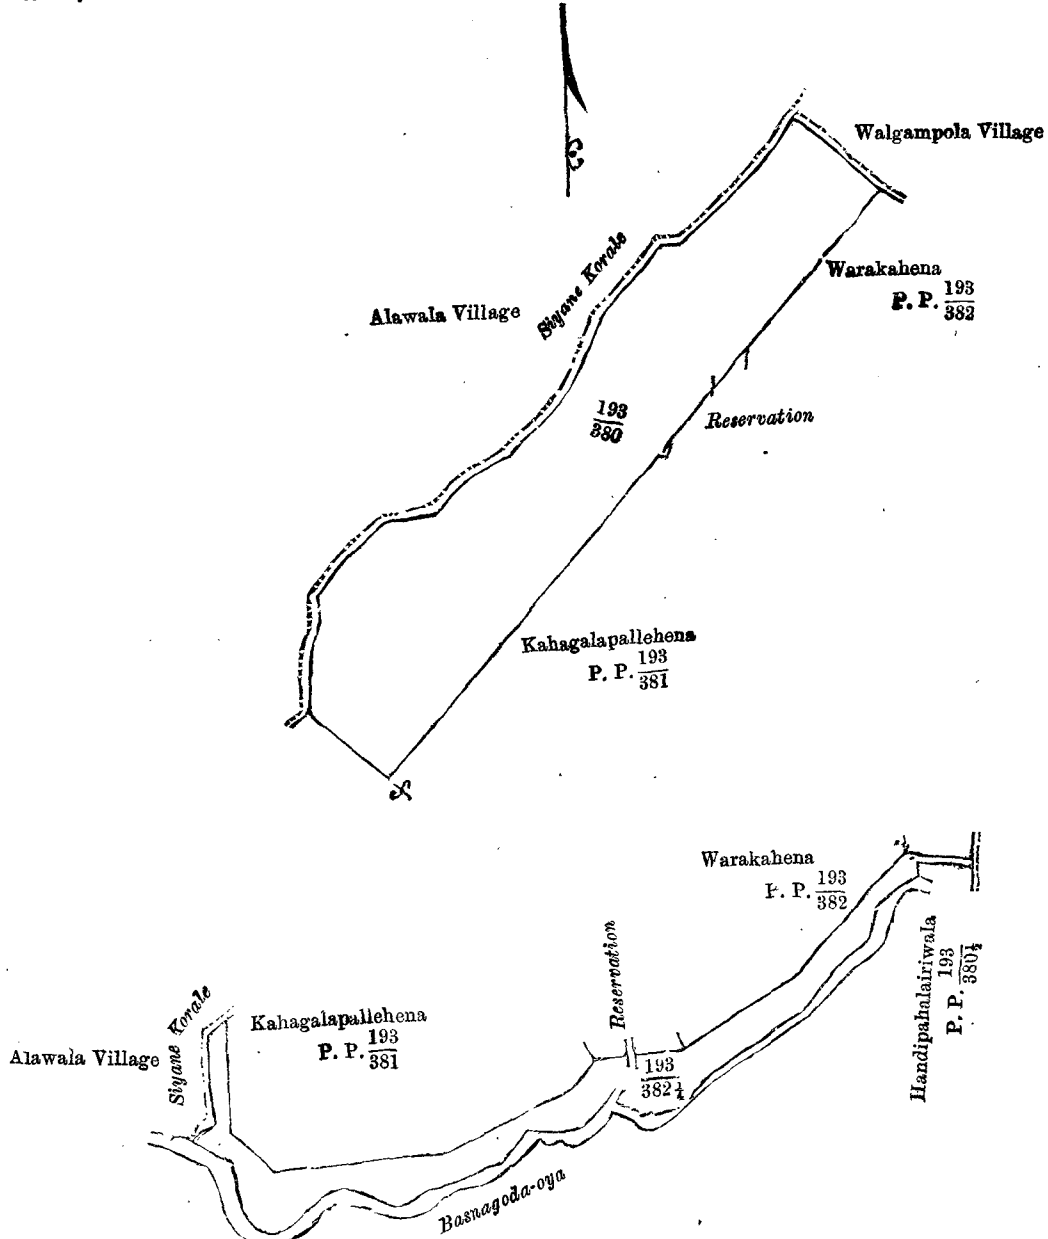 Walgampola Village
Siyane Korale
Warakahena
P. P. 193/382
Alawala Village
193/380
Reservation
Kahagalapallehena
P. P. 193/381
Warakahena
P. P. 193/382
Reservation
Handipahalairiwala
P. P. 193/380½
Siyane Korale
Kahagalapallehena
P. P. 193/381
Alawala Village
193/382¼
Basnagoda-oya